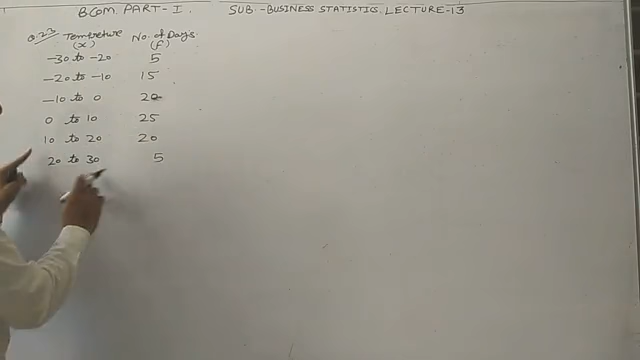 BCOM. PART-I. SUB.-BUSINESS STATISTICS. LECTURE-13
Q.23 Tempreture No. of Days.
(x) (f)
-30 to -20 5
-20 to -10 15
-10 to 0 20
0 to 10 25
10 to 20 20
20 to 30 5